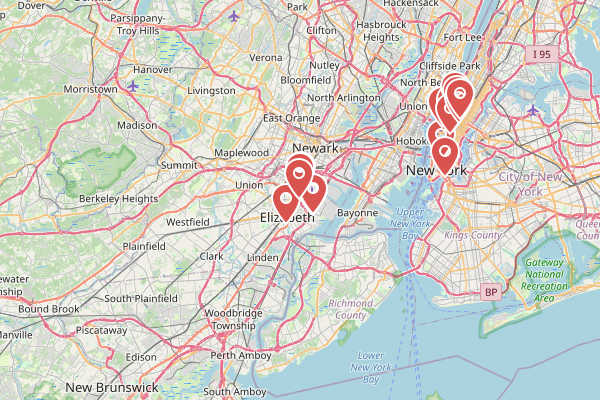 Dover
Parsippany-
Troy Hills
Hackensack
Park
Clifton
Hasbrouck
Heights
Fort Lee
Hanover
Verona
Nutley
Cliffside Park
I 95
Morristown
Livingston
Bloomfield
North Be
North Arlington
Union
East Orange
Madison
Newark
Hobok
Maplewood
Summit
Union
New York
City of New
York
Berkeley Heights
Elizabeth
Bayonne
Westfield
Upper
New York
Bay
Kings County
Queen
County
Plainfield
Clark
Linden
Gateway
National
Recreation
Area
BP
South Plainfield
Bound Brook
Woodbridge
Township
Richmond
County
Piscataway
Edison
Perth Amboy
Lower
New York
Bay
New Brunswick
South Amboy